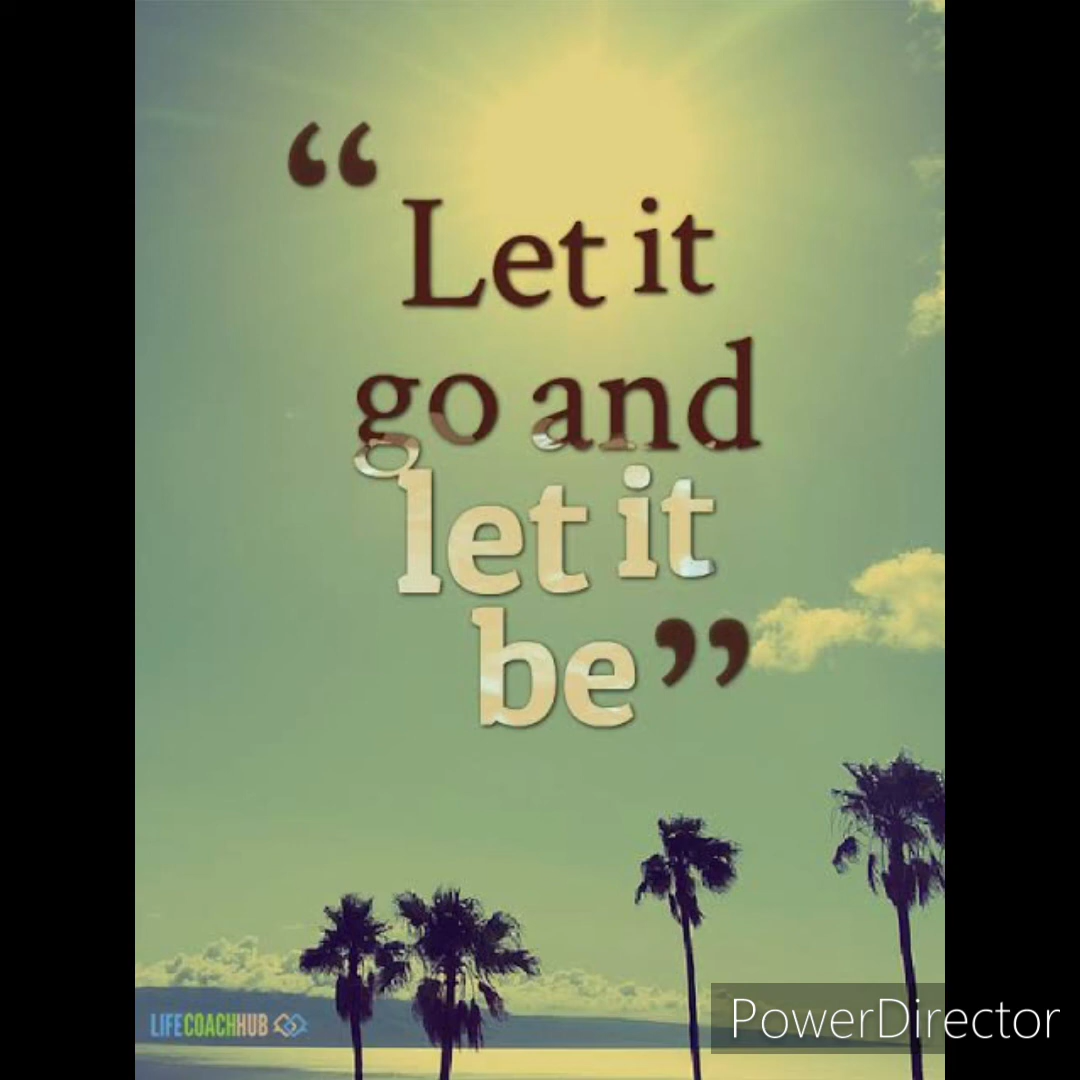 “Let it
go and
let it
be”
LIFECOACHHUB
PowerDirector